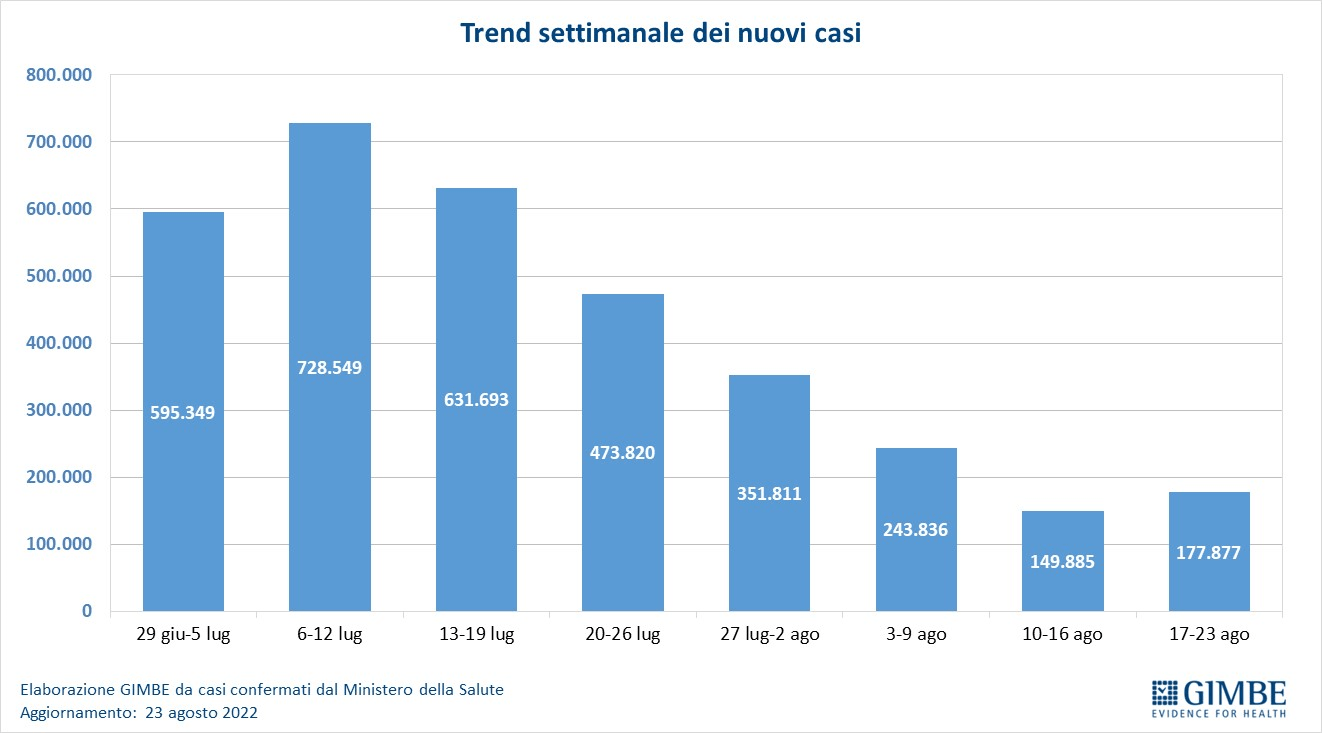 Trend settimanale dei nuovi casi
800.000
700.000
600.000
500.000
400.000
300.000
200.000
100.000
0
595.349
728.549
631.693
473.820
351.811
243.836
149.885
177.877
29 giu-5 lug
6-12 lug
13-19 lug
20-26 lug
27 lug-2 ago
3-9 ago
10-16 ago
17-23 ago
Elaborazione GIMBE da casi confermati dal Ministero della Salute
Aggiornamento: 23 agosto 2022
GIMBE
EVIDENCE FOR HEALTH